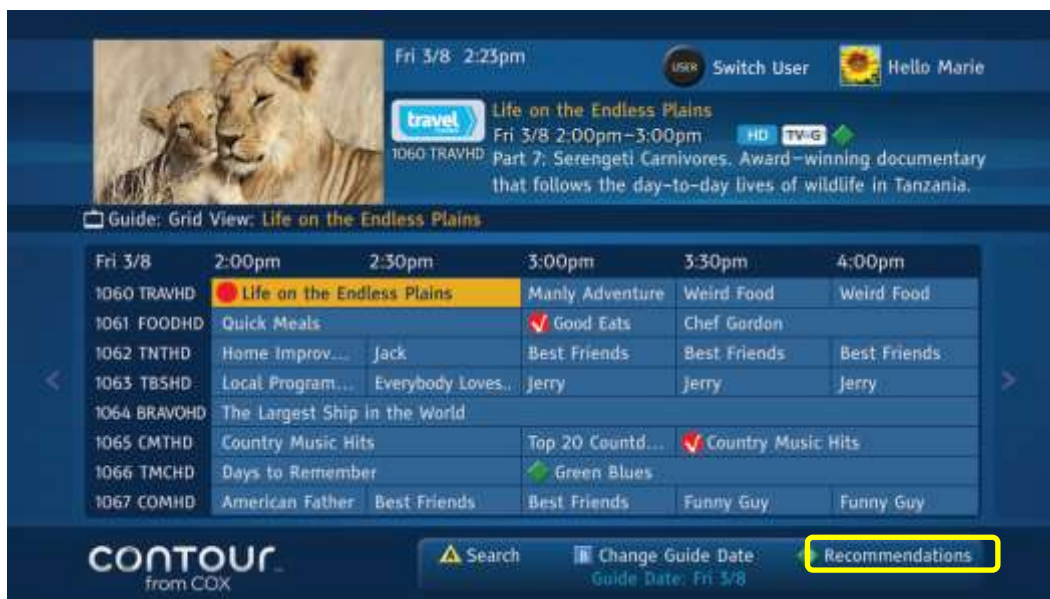 Fri 3/8 2:23pm
USER Switch User
Hello Marie
travel
1060 TRAVHD
Life on the Endless Plains
Fri 3/8 2:00pm-3:00pm HD TV-G
Part 7; Serengeti Carnivores. Award-winning documentary
that follows the day-to-day lives of wildlife in Tanzania.
Guide: Grid View: Life on the Endless Plains
Fri 3/8 2:00pm 2:30pm 3:00pm 3:30pm 4:00pm
1060 TRAVHD Life on the Endless Plains Manly Adventure Weird Food Weird Food
1061 FOODHD Quick Meals Good Eats Chef Gordon
1062 TNTHD Home Improv... Jack Best Friends Best Friends Best Friends
1063 TBSHD Local Program... Everybody Loves.. Jerry Jerry Jerry
1064 BRAVOHD The Largest Ship in the World
1065 CMTHD Country Music Hits Top 20 Countd... Country Music Hits
1066 TMCHD Days to Remember Green Blues
1067 COMHD American Father Best Friends Best Friends Funny Guy Funny Guy
contour
from COX
A Search
B Change Guide Date
Guide Date: Fri 3/8
Recommendations